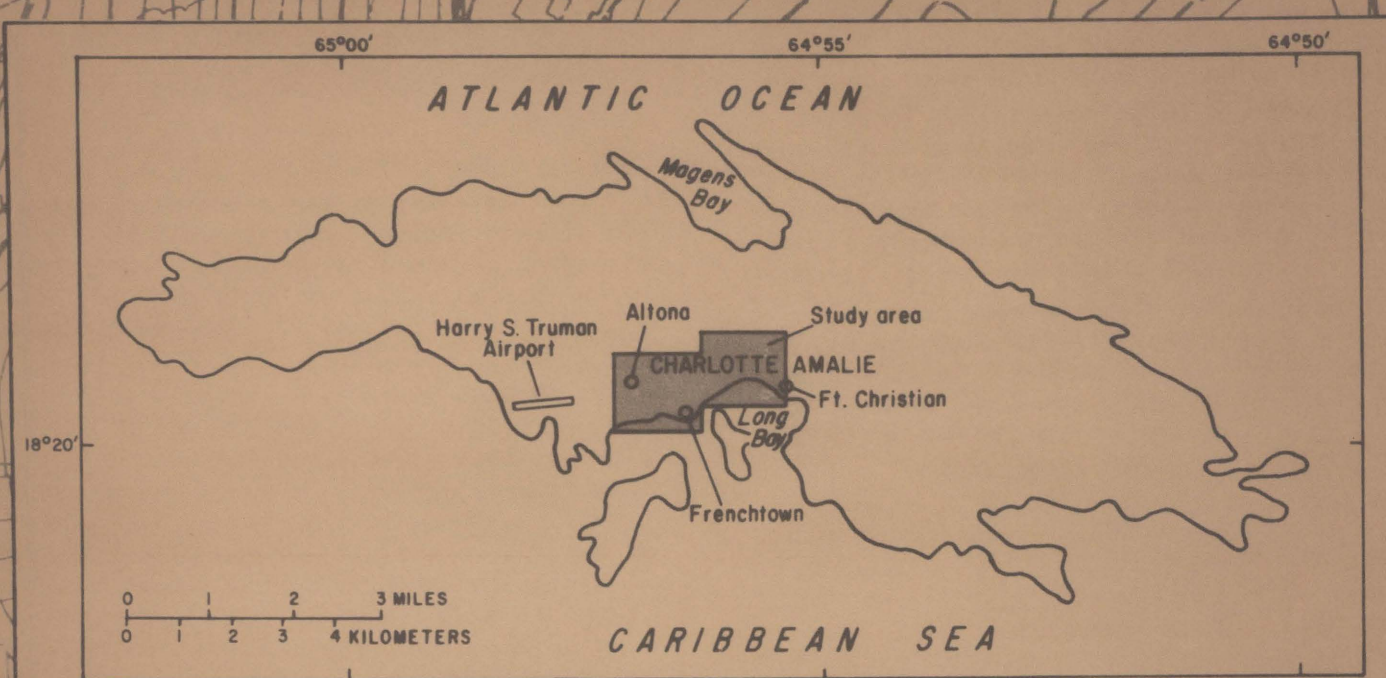 65°00′ 64°55′ 64°50′
ATLANTIC OCEAN
Magens
Bay
Harry S. Truman
Airport
Altona
Study area
CHARLOTTE AMALIE
Ft. Christian
Long
Bay
18°20′
Frenchtown
0 1 2 3 MILES
0 1 2 3 4 KILOMETERS
CARIBBEAN SEA